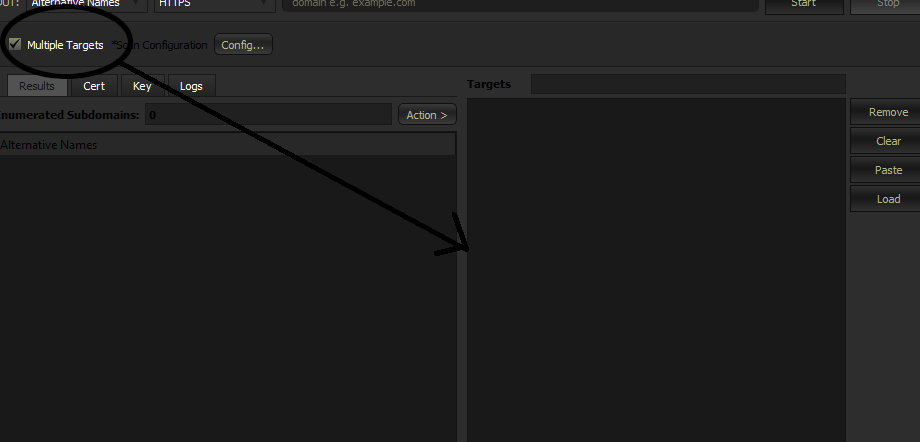 OUT: Alternative Names HTTPS domain e.g. example.com Start Stop
Multiple Targets *Scan Configuration Config...
Results Cert Key Logs
Targets
Enumerated Subdomains: 0 Action >
Alternative Names
Remove
Clear
Paste
Load